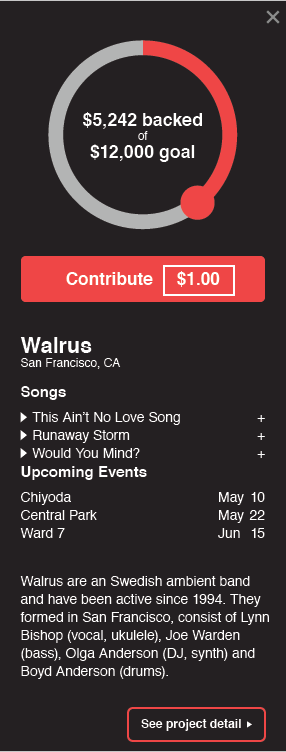 $5,242 backed
of
$12,000 goal
Contribute $1.00
Walrus
San Francisco, CA
Songs
This Ain't No Love Song +
Runaway Storm +
Would You Mind? +
Upcoming Events
Chiyoda May 10
Central Park May 22
Ward 7 Jun 15
Walrus are an Swedish ambient band
and have been active since 1994. They
formed in San Francisco, consist of Lynn
Bishop (vocal, ukulele), Joe Warden
(bass), Olga Anderson (DJ, synth) and
Boyd Anderson (drums).
See project detail